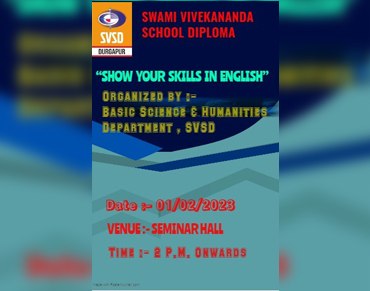 SWAMI VIVEKANANDA
SCHOOL DIPLOMA
SVSD
DURGAPUR
“SHOW YOUR SKILLS IN ENGLISH”
ORGANIZED BY :-
BASIC SCIENCE & HUMANITIES
DEPARTMENT , SVSD
Date :- 01/02/2023
VENUE :- SEMINAR HALL
TIME :- 2 P.M. ONWARDS